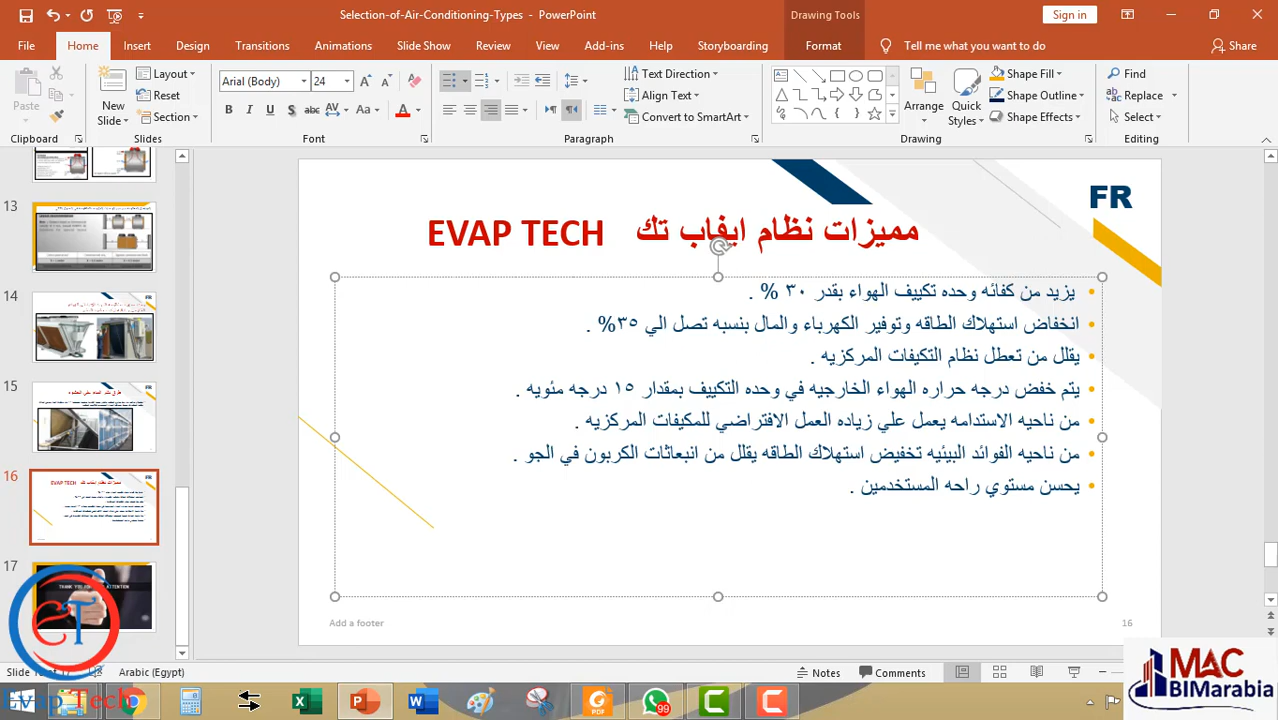 Selection-of-Air-Conditioning-Types - PowerPoint
Drawing Tools
Sign in
File
Home
Insert
Design
Transitions
Animations
Slide Show
Review
View
Add-ins
Help
Storyboarding
Format
Tell me what you want to do
Share
Paste
New Slide
Layout
Reset
Section
Arial (Body)
24
Text Direction
Align Text
Convert to SmartArt
Arrange
Quick Styles
Shape Fill
Shape Outline
Shape Effects
Find
Replace
Select
Clipboard
Slides
Font
Paragraph
Drawing
Editing
13
14
15
16
17
THANK YOU
ATTENTION
FR
مميزات نظام ايفاب تك EVAP TECH
يزيد من كفائه وحده تكييف الهواء بقدر ٣٠ % .
انخفاض استهلاك الطاقه وتوفير الكهرباء والمال بنسبه تصل الي ٣٥% .
يقلل من تعطل نظام التكيفات المركزيه .
يتم خفض درجه حراره الهواء الخارجيه في وحده التكييف بمقدار ١٥ درجه مئويه .
من ناحيه الاستدامه يعمل علي زياده العمل الافتراضي للمكيفات المركزيه .
من ناحيه الفوائد البيئيه تخفيض استهلاك الطاقه يقلل من انبعاثات الكربون في الجو .
يحسن مستوي راحه المستخدمين .
Add a footer
16
Arabic (Egypt)
Notes
Comments
ET
Evap Tech
99
PDF
MAC
BIMarabia